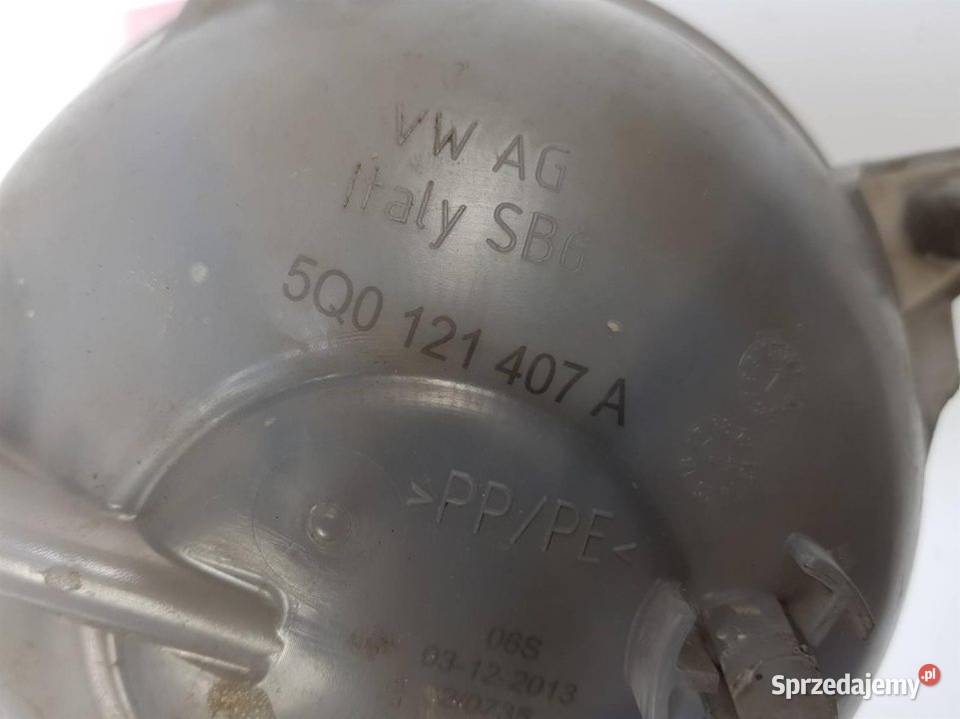 VW AG
Italy SB6
5Q0 121 407 A
>PP/PE<
06S
03-12-2013
Sprzedajemy.pl